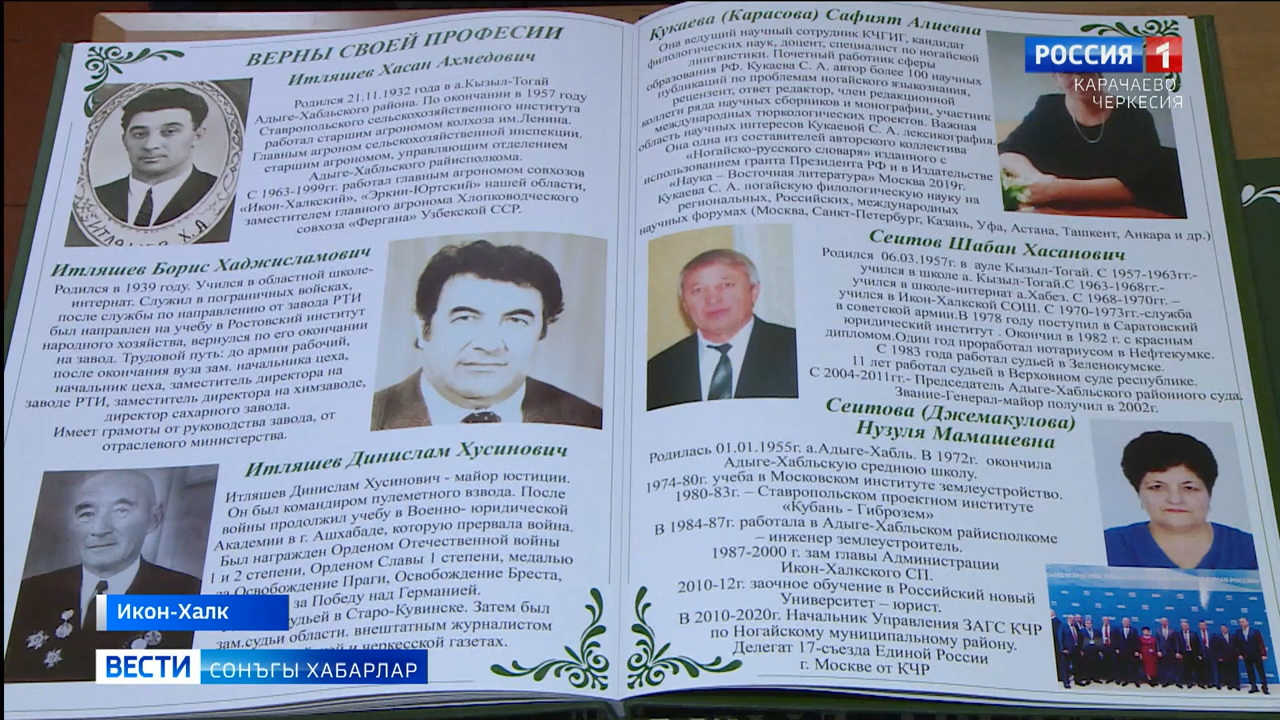 ВЕРНЫ СВОЕЙ ПРОФЕСИИ
Итляшев Хасан Ахмедович
Родился 21.11.1932 года в а.Кызыл-Тогай
Адыге-Хабльского района. По окончании в 1957 году
Ставропольского сельскохозяйственного института
работал старшим агрономом колхоза им.Ленина.
Главным агроном сельскохозяйственной инспекции.
старшим агрономом, управляющим отделением
Адыге-Хабльского райисполкома.
С 1963-1999гг. работал главным агрономом совхозов
«Икон-Халкский», «Эркин-Юртский» нашей области,
заместителем главного агронома Хлопководческого
совхоза «Фергана» Узбекской ССР.
ИТЛЯШЕВ Х.А
Итляшев Борис Хаджисламович
Родился в 1939 году. Учился в областной школе-
интернат. Служил в пограничных войсках,
после службы по направлению от завода РТИ
был направлен на учебу в Ростовский институт
народного хозяйства, вернулся по его окончании
на завод. Трудовой путь: до армии рабочий,
после окончания вуза зам. начальника цеха,
начальник цеха, заместитель директора на
заводе РТИ, заместитель директора на химзаводе,
директор сахарного завода.
Имеет грамоты от руководства завода, от
отраслевого министерства.
Итляшев Динислам Хусинович
Итляшев Динислам Хусинович - майор юстиции.
Он был командиром пулеметного взвода. После
войны продолжил учебу в Военно- юридической
Академии в г. Ашхабаде, которую прервала война.
Был награжден Орденом Отечественной войны
1 и 2 степени, Орденом Славы 1 степени, медалью
за Освобождение Праги, Освобождение Бреста,
за Победу над Германией.
судьей в Старо-Кувинске. Затем был
зам.судьи области. внештатным журналистом
и черкесской газетах.
Кукаева (Карасова) Сафият Алиевна
Она ведущий научный сотрудник КЧГИГ, кандидат
филологических наук, доцент, специалист по ногайской
лингвистики. Почетный работник сферы
образования РФ. Кукаева С. А. автор более 100 научных
публикаций по проблемам ногайского языкознания,
рецензент, ответ редактор, член редакционной
коллеги ряда научных сборников и монографии, участник
международных тюркологических проектов. Важная
область научных интересов Кукаевой С. А. лексикография.
Она одна из составителей авторского коллектива
«Ногайско-русского словаря» изданного с
использованием гранта Президента РФ и в Издательстве
«Наука – Восточная литература» Москва 2019г.
Кукаева С. А. ногайскую филологическую науку на
региональных, Российских, международных
научных форумах (Москва, Санкт-Петербург, Казань, Уфа, Астана, Ташкент, Анкара и др.)
Сеитов Шабан Хасанович
Родился 06.03.1957г. в ауле Кызыл-Тогай. С 1957-1963гг.-
учился в школе а. Кызыл-Тогай.С 1963-1968гг.-
учился в школе-интернат а.Хабез. С 1968-1970гг. –
учился в Икон-Халкской СОШ. С 1970-1973гг.-служба
в советской армии.В 1978 году поступил в Саратовский
юридический институт . Окончил в 1982 г. с красным
дипломом.Один год проработал нотариусом в Нефтекумке.
С 1983 года работал судьей в Зеленокумске.
11 лет работал судьей в Верховном суде республике.
С 2004-2011гг.- Председатель Адыге-Хабльского районного суда.
Звание-Генерал-майор получил в 2002г.
Сеитова (Джемакулова)
Нузуля Мамашевна
Родилась 01.01.1955г. а.Адыге-Хабль. В 1972г. окончила
Адыге-Хабльскую среднюю школу.
1974-80г. учеба в Московском институте землеустройство.
1980-83г. – Ставропольском проектном институте
«Кубань - Гиброзем»
В 1984-87г. работала в Адыге-Хабльском райисполкоме
– инженер землеустроитель.
1987-2000 г. зам главы Администрации
Икон-Халкского СП.
2010-12г. заочное обучение в Российский новый
Университет – юрист.
В 2010-2020г. Начальник Управления ЗАГС КЧР
по Ногайскому муниципальному району.
Делегат 17-съезда Единой России
г. Москве от КЧР
РОССИЯ 1
КАРАЧАЕВО
ЧЕРКЕСИЯ
Икон-Халк
ВЕСТИ СОНЪГЫ ХАБАРЛАР